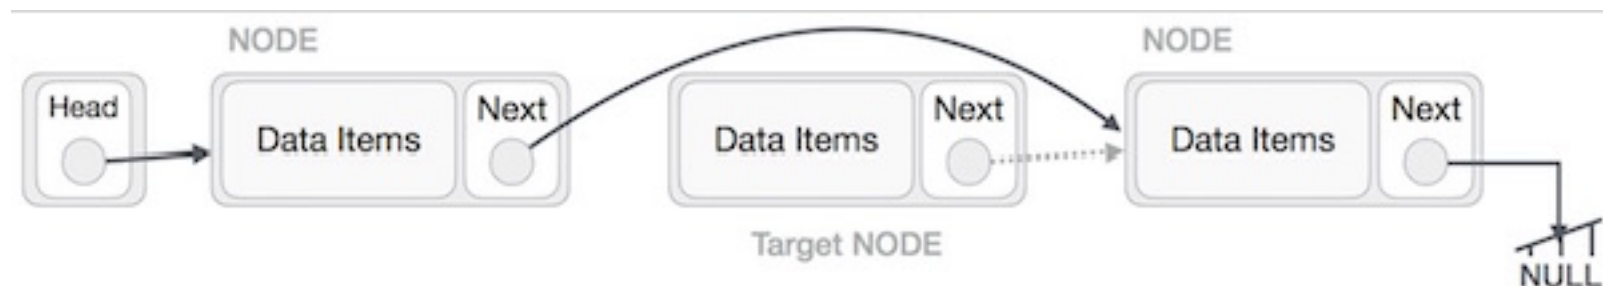 NODE
NODE
Head
Data Items
Next
Data Items
Next
Data Items
Next
Target NODE
NULL